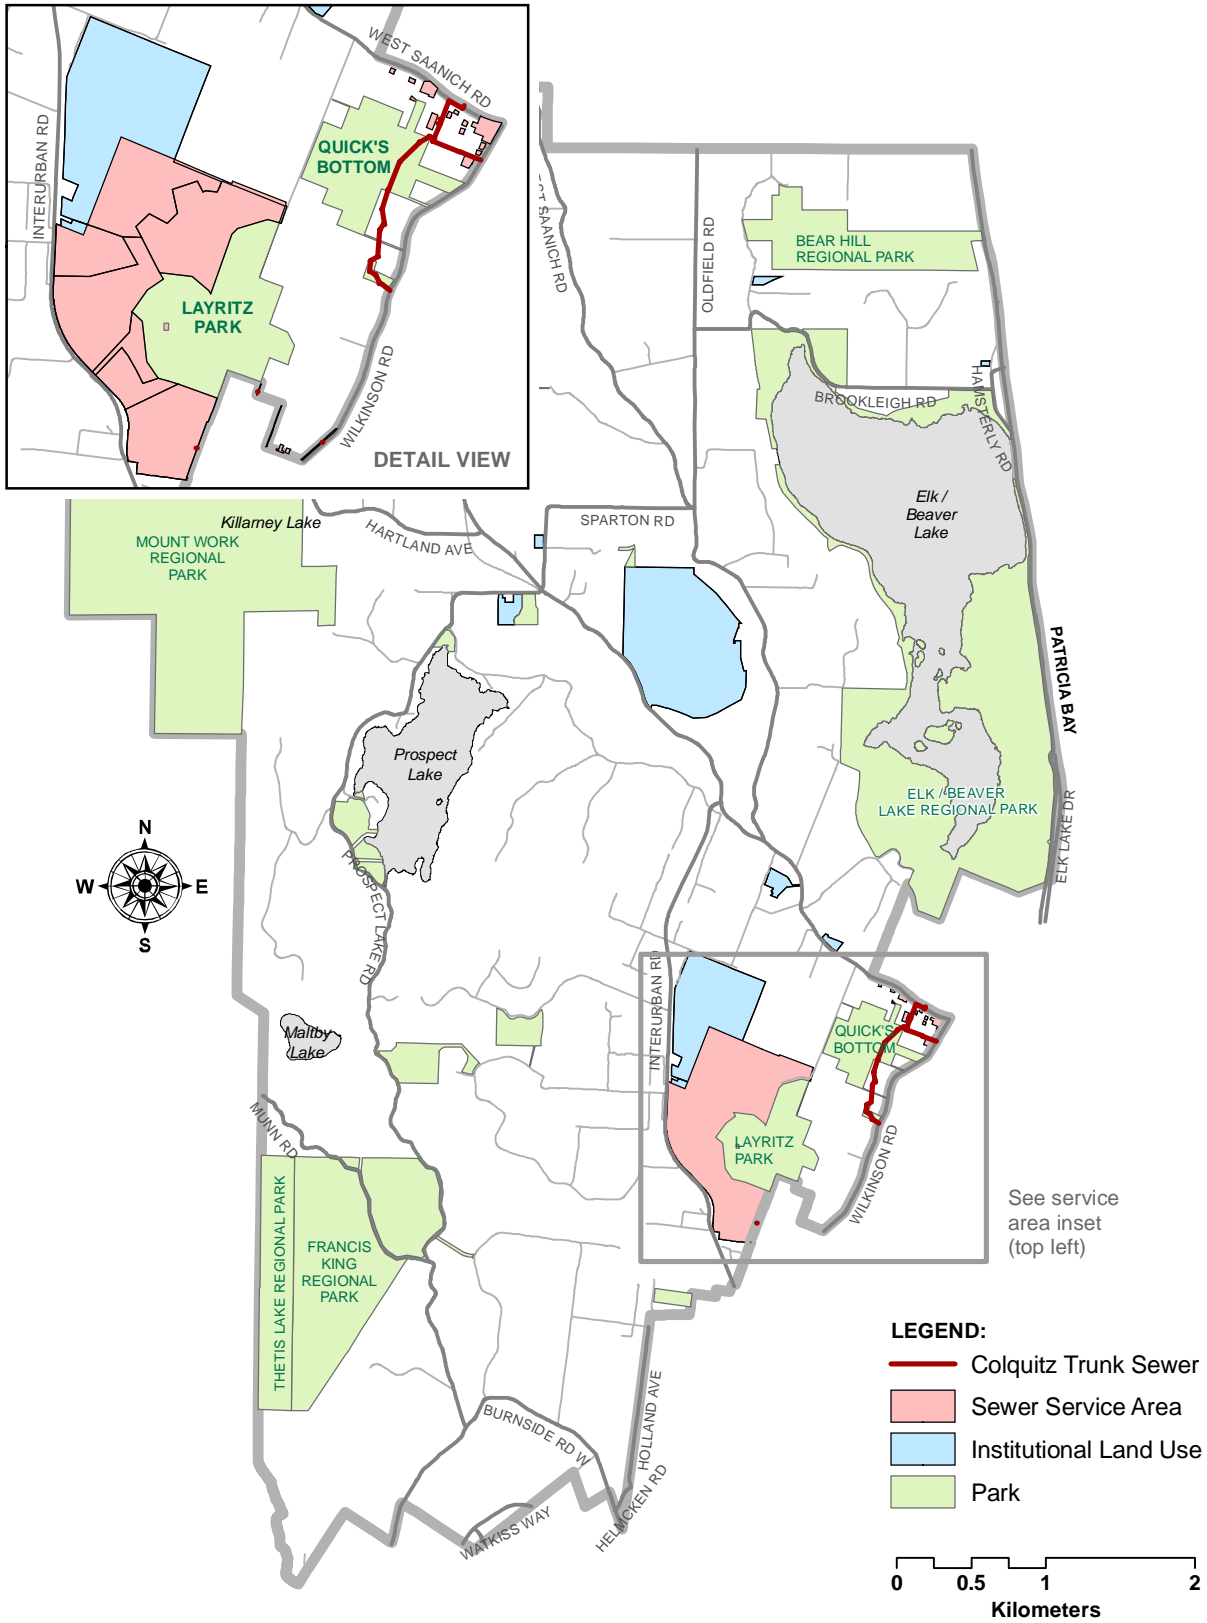 WEST SAANICH RD
INTERURBAN RD
QUICK'S
BOTTOM
LAYRITZ
PARK
WILKINSON RD
DETAIL VIEW
ST SAANICH RD
OLDFIELD RD
BEAR HILL
REGIONAL PARK
BROOKLEIGH RD
HAMSTERLY RD
Elk /
Beaver
Lake
Killarney Lake
MOUNT WORK
REGIONAL
PARK
HARTLAND AVE
SPARTON RD
PATRICIA BAY
Prospect
Lake
ELK / BEAVER
LAKE REGIONAL PARK
ELK LAKE DR
N
W E
S
PROSPECT LAKE RD
INTERURBAN RD
QUICK'S
BOTTOM
Maltby
Lake
MUNN RD
LAYRITZ
PARK
WILKINSON RD
See service
area inset
(top left)
THETIS LAKE REGIONAL PARK
FRANCIS
KING
REGIONAL
PARK
BURNSIDE RD W
HOLLAND AVE
HELMCKEN RD
WATKISS WAY
LEGEND:
Colquitz Trunk Sewer
Sewer Service Area
Institutional Land Use
Park
0 0.5 1 2
Kilometers